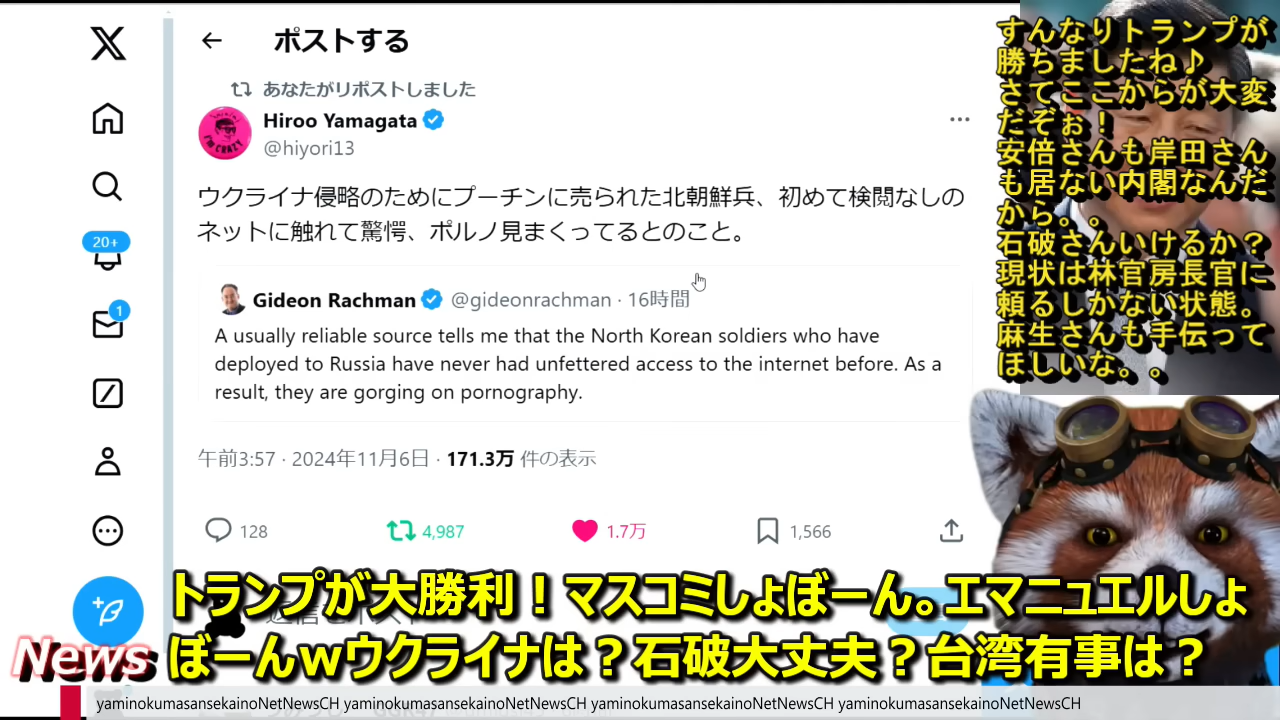 ポストする
あなたがリポストしました
Hiroo Yamagata
@hiyori13
I'M CRAZY
ウクライナ侵略のためにプーチンに売られた北朝鮮兵、初めて検閲なしの
ネットに触れて驚愕、ポルノ見まくってるとのこと。
Gideon Rachman @gideonrachman · 16時間
A usually reliable source tells me that the North Korean soldiers who have
deployed to Russia have never had unfettered access to the internet before. As a
result, they are gorging on pornography.
午前3:57 · 2024年11月6日 · 171.3万 件の表示
128 4,987 1.7万 1,566
20+
1
すんなりトランプが
勝ちましたね♪
さてここからが大変
だぞぉ！
安倍さんも岸田さん
も居ない内閣なんだ
から。。
石破さんいけるか？
現状は林官房長官に
頼るしかない状態。
麻生さんも手伝って
ほしいな。。
トランプが大勝利！マスコミしょぼーん。エマニュエルしょ
ぼーんwウクライナは？石破大丈夫？台湾有事は？
News
yaminokumasansekainoNetNewsCH yaminokumasansekainoNetNewsCH yaminokumasansekainoNetNewsCH yaminokumasansekainoNetNewsCH